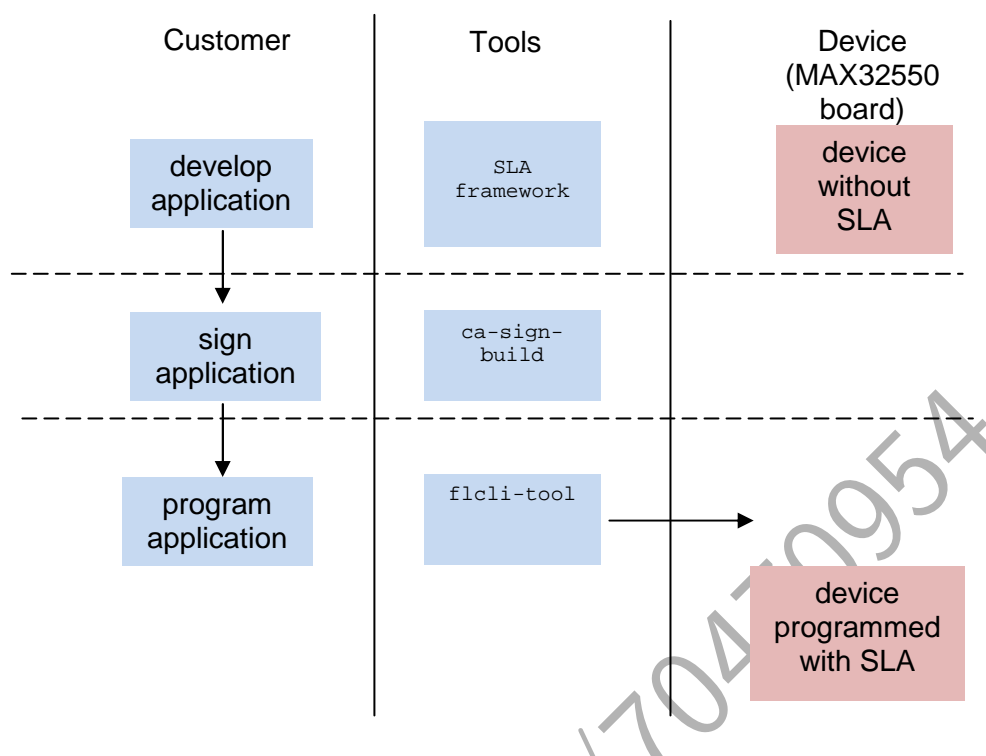 Customer
Tools
Device
(MAX32550
board)
develop
application
SLA
framework
device
without
SLA
sign
application
ca-sign-
build
program
application
flcli-tool
device
programmed
with SLA
/70470954